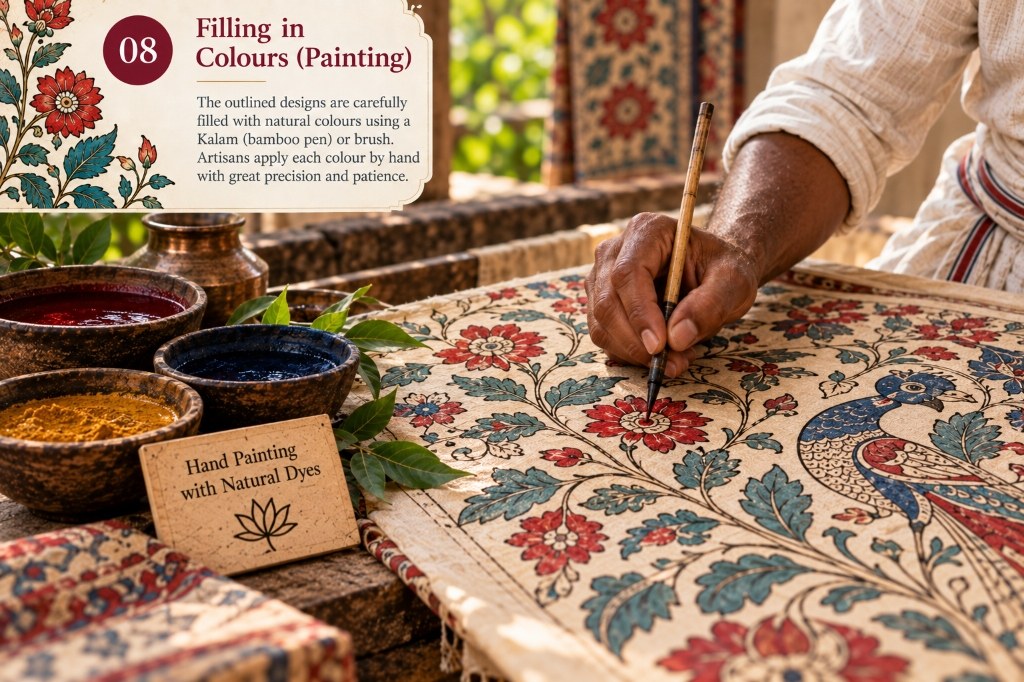 08
Filling in
Colours (Painting)
The outlined designs are carefully
filled with natural colours using a
Kalam (bamboo pen) or brush.
Artisans apply each colour by hand
with great precision and patience.
Hand Painting
with Natural Dyes